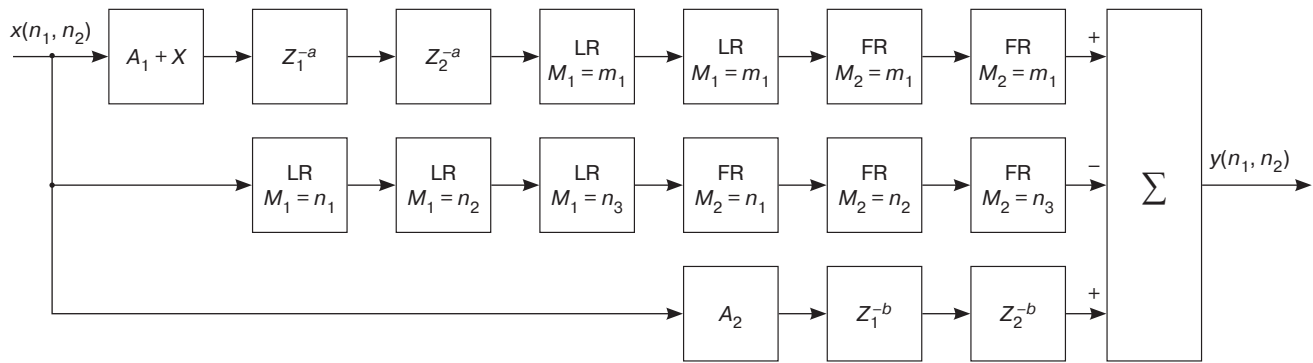 x(n₁, n₂)
A₁ + X
Z₁⁻ᵃ
Z₂⁻ᵃ
LR
M₁ = m₁
LR
M₁ = m₁
FR
M₂ = m₁
FR
M₂ = m₁
+
LR
M₁ = n₁
LR
M₁ = n₂
LR
M₁ = n₃
FR
M₂ = n₁
FR
M₂ = n₂
FR
M₂ = n₃
−
∑
y(n₁, n₂)
A₂
Z₁⁻ᵇ
Z₂⁻ᵇ
+